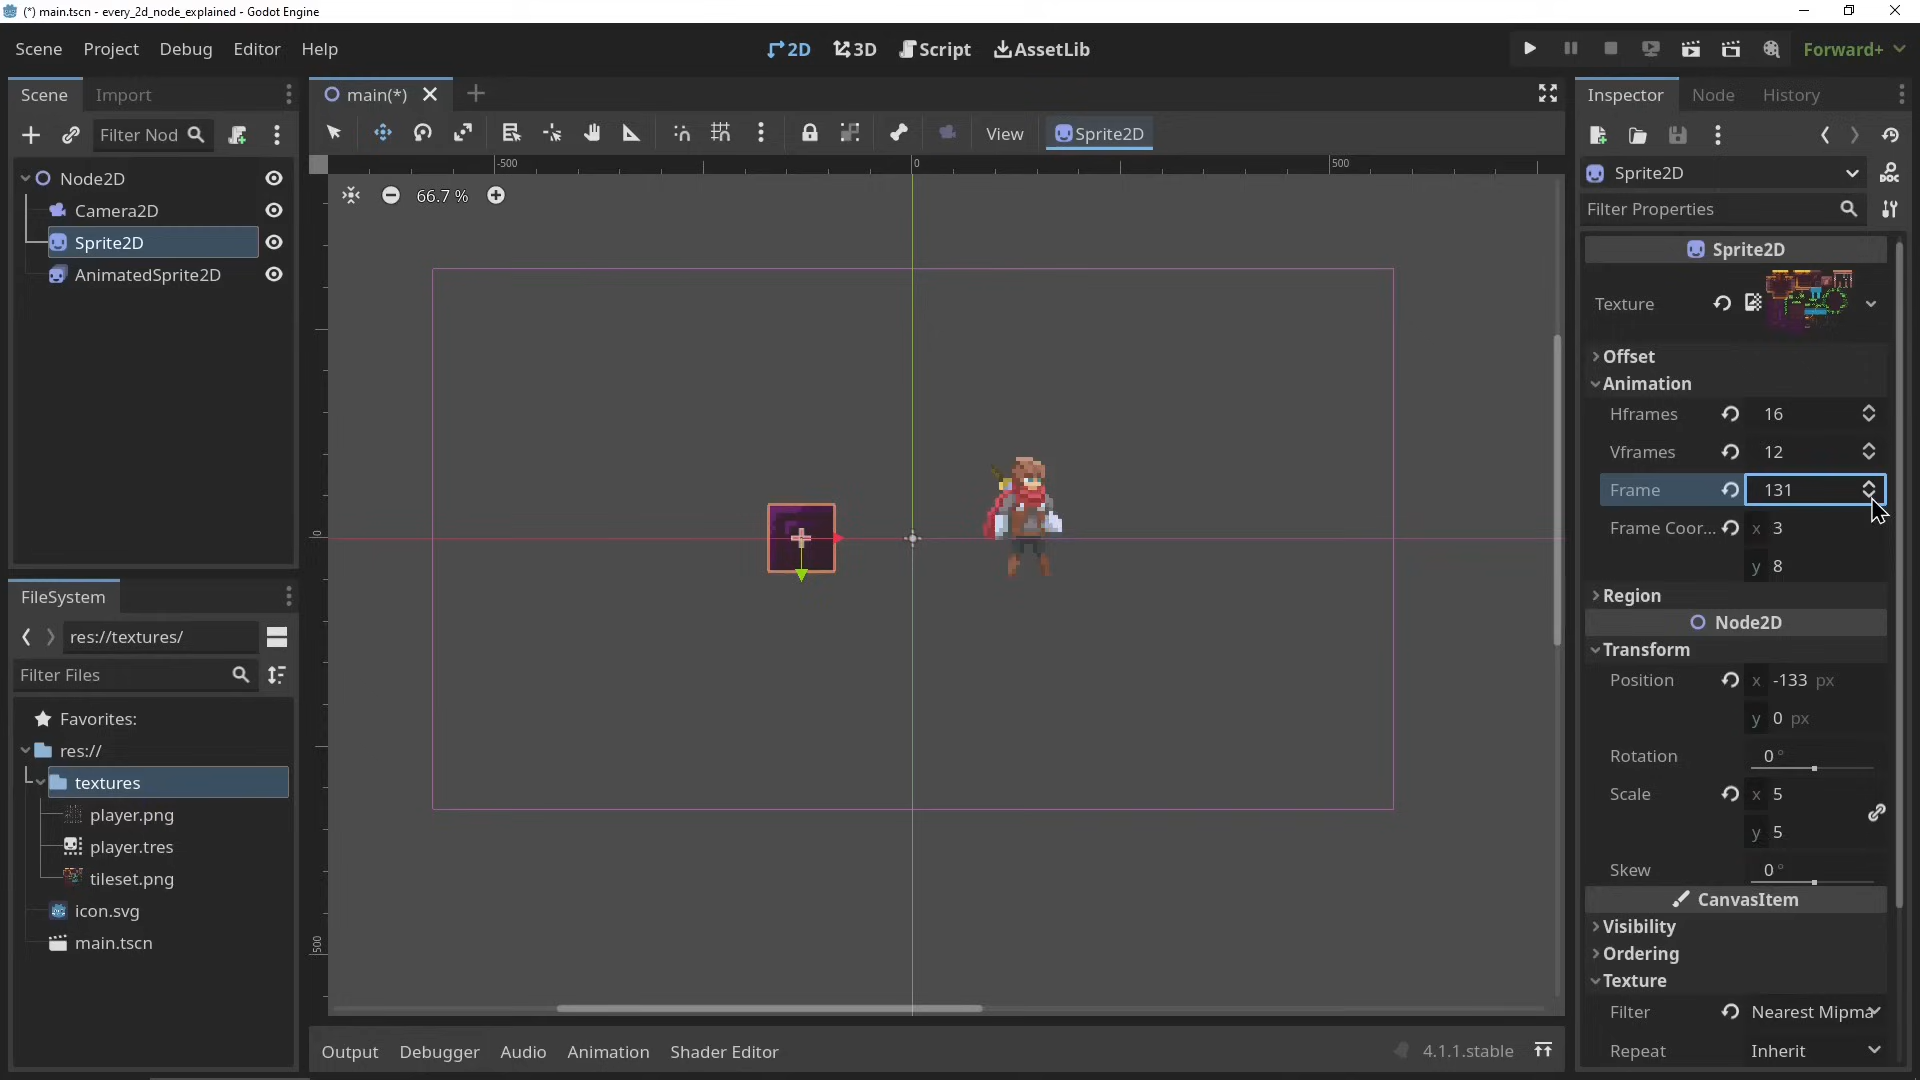 (*) main.tscn - every_2d_node_explained - Godot Engine
Scene Project Debug Editor Help
2D 3D Script AssetLib
Forward+
Scene Import
main(*)
Inspector Node History
Filter Nod
View Sprite2D
-500 0 500
Node2D
Camera2D
Sprite2D
AnimatedSprite2D
66.7 %
0
500
Sprite2D
Filter Properties
Sprite2D
Texture
Offset
Animation
Hframes 16
Vframes 12
Frame 131
Frame Coor... x 3
y 8
Region
Node2D
Transform
Position x -133 px
y 0 px
Rotation 0 °
Scale x 5
y 5
Skew 0 °
CanvasItem
Visibility
Ordering
Texture
Filter Nearest Mipma
Repeat Inherit
FileSystem
res://textures/
Filter Files
Favorites:
res://
textures
player.png
player.tres
tileset.png
icon.svg
main.tscn
Output Debugger Audio Animation Shader Editor
4.1.1.stable